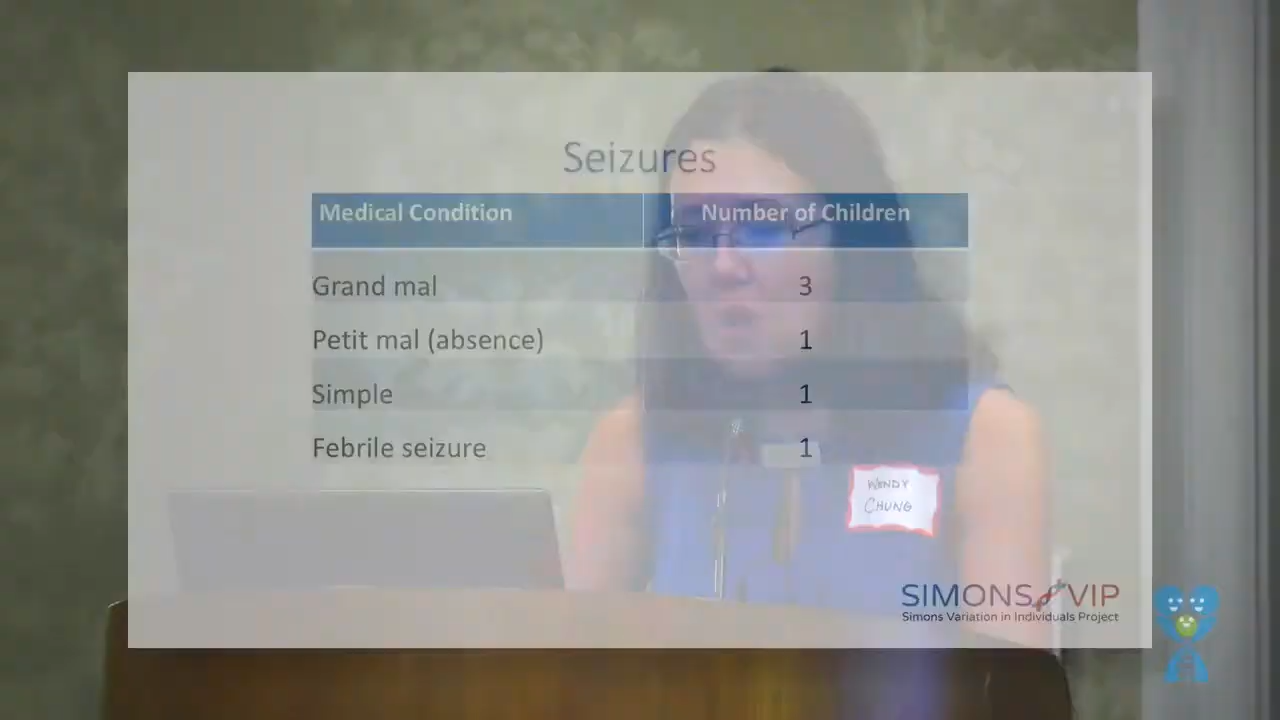 Seizures
Medical Condition Number of Children
Grand mal 3
Petit mal (absence) 1
Simple 1
Febrile seizure 1
WENDY
CHUNG
SIMONS VIP
Simons Variation in Individuals Project